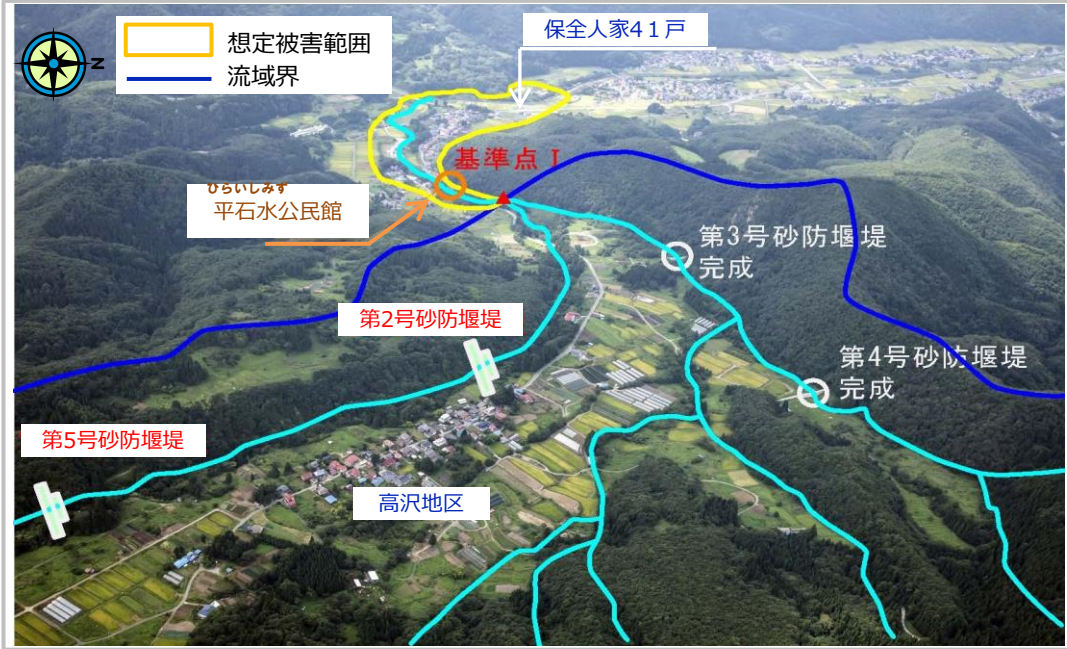 N
想定被害範囲
流域界
保全人家41戸
基準点Ⅰ
ひらいしみず
平石水公民館
第3号砂防堰堤
完成
第2号砂防堰堤
第4号砂防堰堤
完成
第5号砂防堰堤
高沢地区